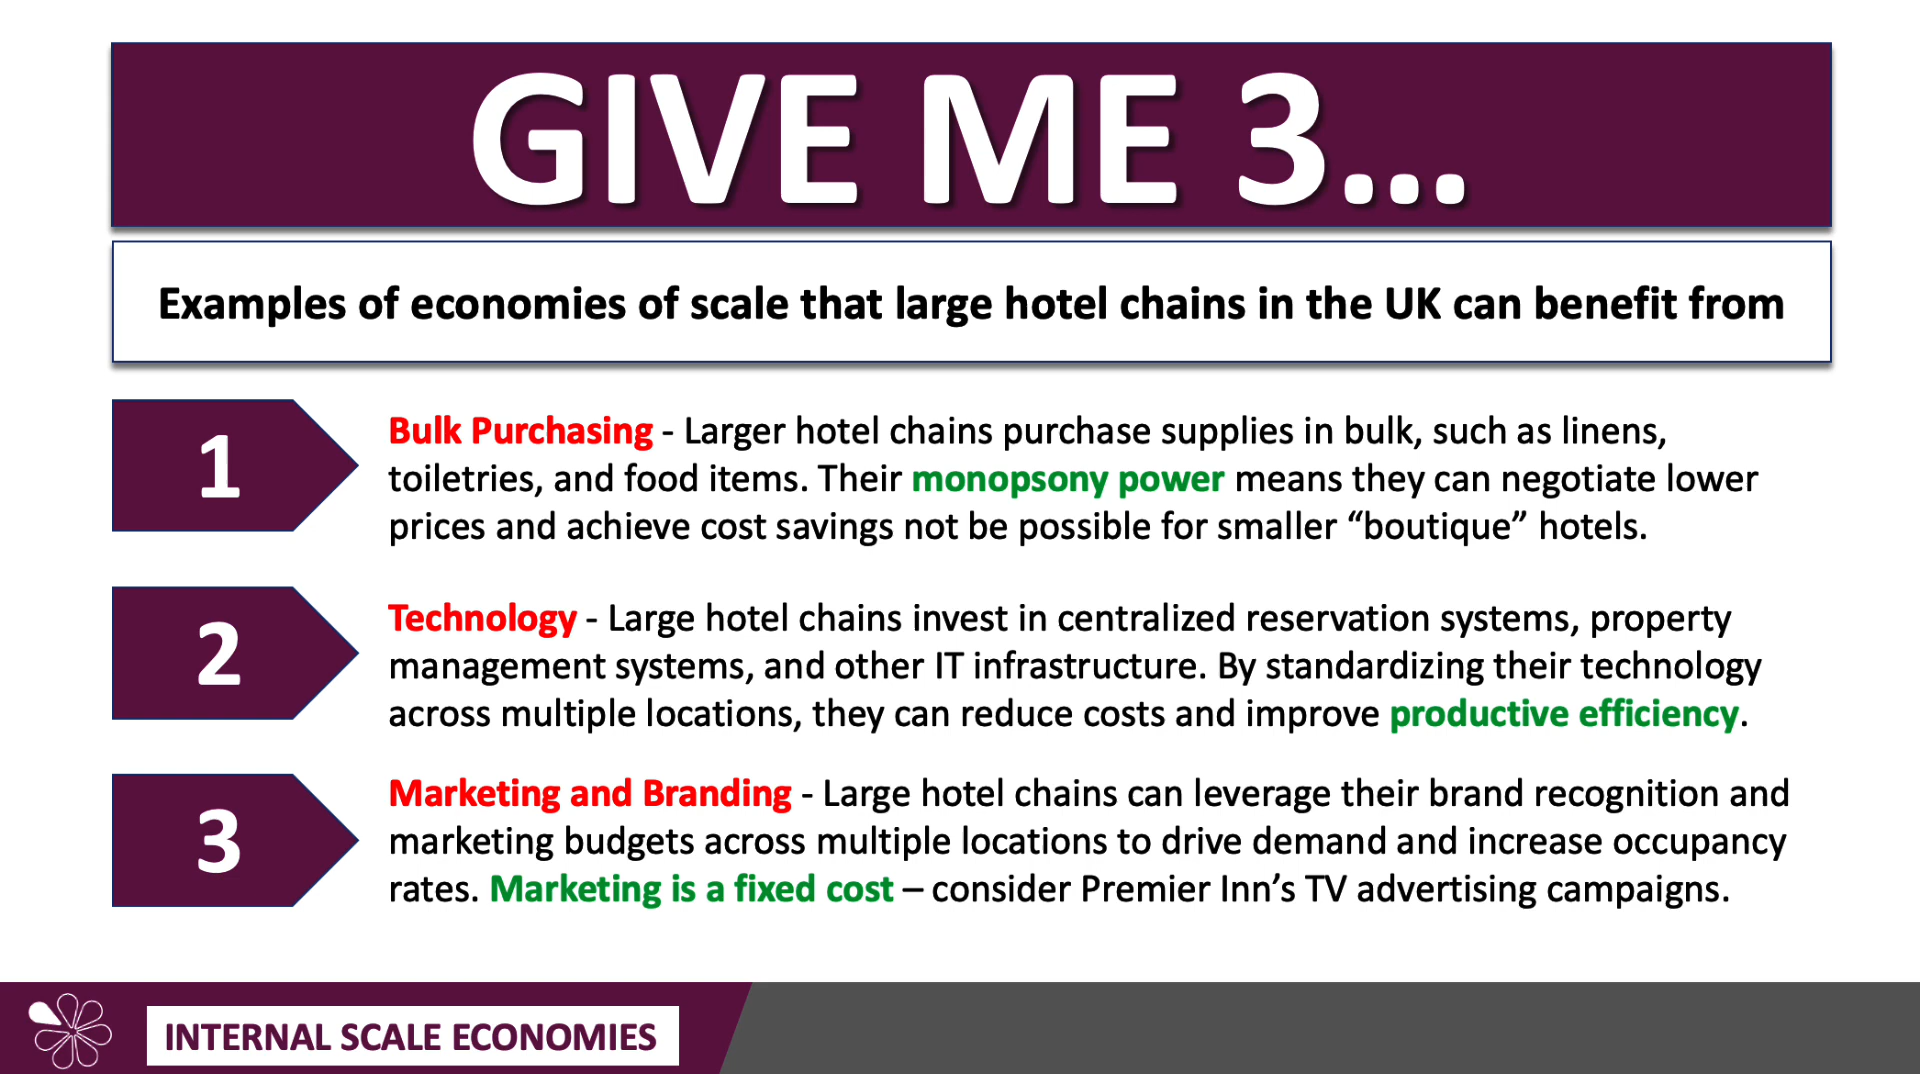 GIVE ME 3...
Examples of economies of scale that large hotel chains in the UK can benefit from
1
Bulk Purchasing - Larger hotel chains purchase supplies in bulk, such as linens,
toiletries, and food items. Their monopsony power means they can negotiate lower
prices and achieve cost savings not be possible for smaller “boutique” hotels.
2
Technology - Large hotel chains invest in centralized reservation systems, property
management systems, and other IT infrastructure. By standardizing their technology
across multiple locations, they can reduce costs and improve productive efficiency.
3
Marketing and Branding - Large hotel chains can leverage their brand recognition and
marketing budgets across multiple locations to drive demand and increase occupancy
rates. Marketing is a fixed cost – consider Premier Inn’s TV advertising campaigns.
INTERNAL SCALE ECONOMIES